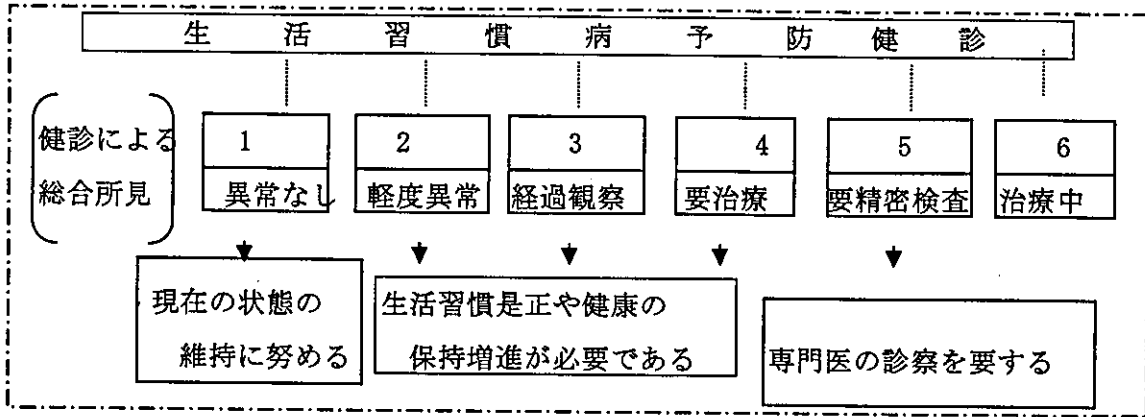 生活習慣病予防健診
健診による
総合所見
1
異常なし
2
軽度異常
3
経過観察
4
要治療
5
要精密検査
6
治療中
現在の状態の
維持に努める
生活習慣是正や健康の
保持増進が必要である
専門医の診察を要する